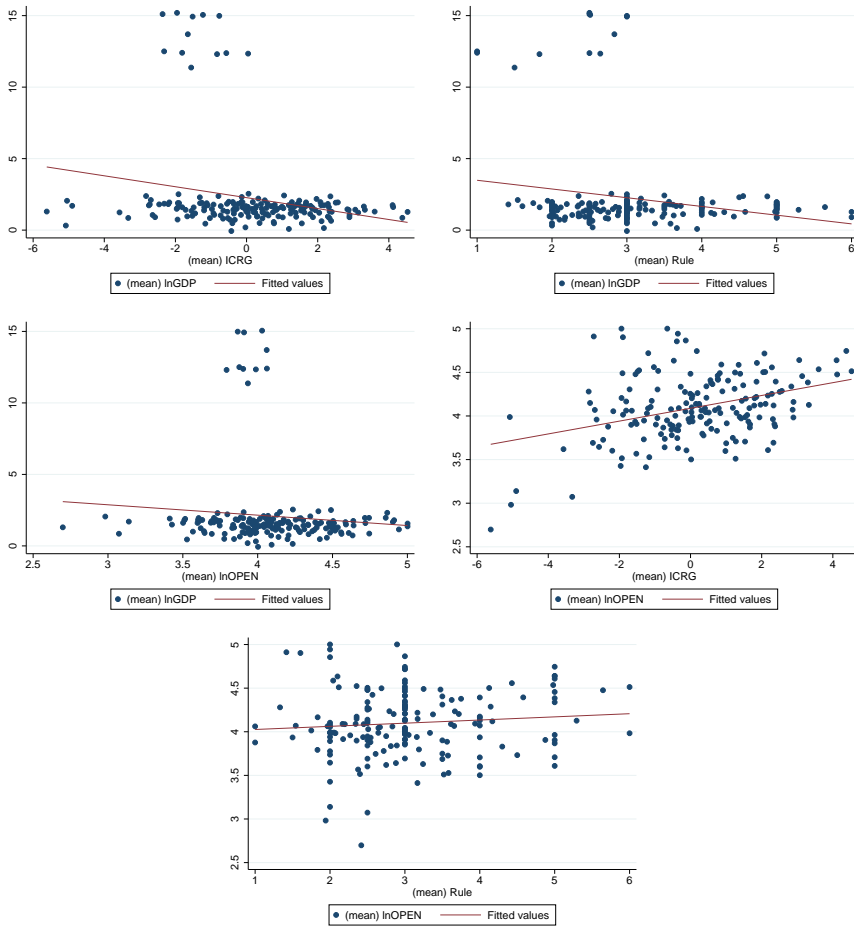 15
10
5
0
-6 -4 -2 0 2 4
(mean) ICRG
(mean) lnGDP Fitted values
15
10
5
0
1 2 3 4 5 6
(mean) Rule
(mean) lnGDP Fitted values
15
10
5
0
2.5 3 3.5 4 4.5 5
(mean) lnOPEN
(mean) lnGDP Fitted values
5
4.5
4
3.5
3
2.5
-6 -4 -2 0 2 4
(mean) ICRG
(mean) lnOPEN Fitted values
5
4.5
4
3.5
3
2.5
1 2 3 4 5 6
(mean) Rule
(mean) lnOPEN Fitted values